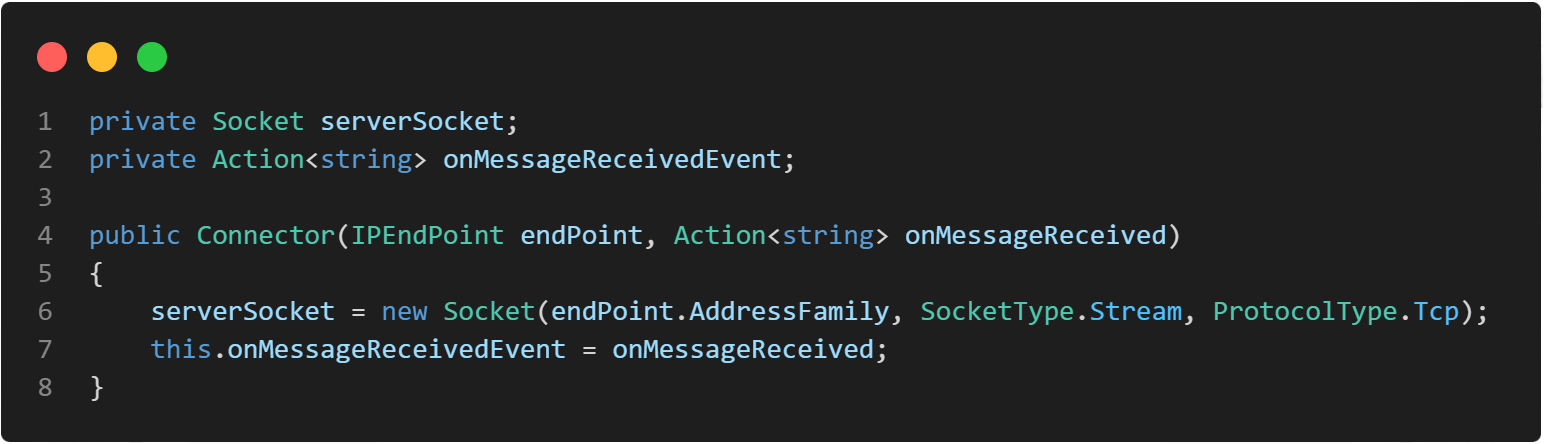 1 private Socket serverSocket;
2 private Action<string> onMessageReceivedEvent;
3
4 public Connector(IPEndPoint endPoint, Action<string> onMessageReceived)
5 {
6     serverSocket = new Socket(endPoint.AddressFamily, SocketType.Stream, ProtocolType.Tcp);
7     this.onMessageReceivedEvent = onMessageReceived;
8 }